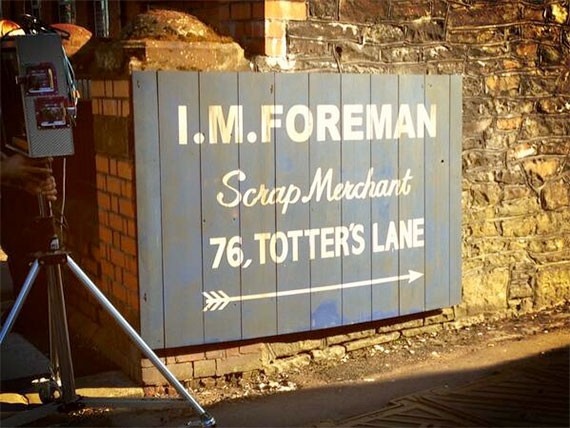 I.M.FOREMAN
Scrap Merchant
76, TOTTER'S LANE